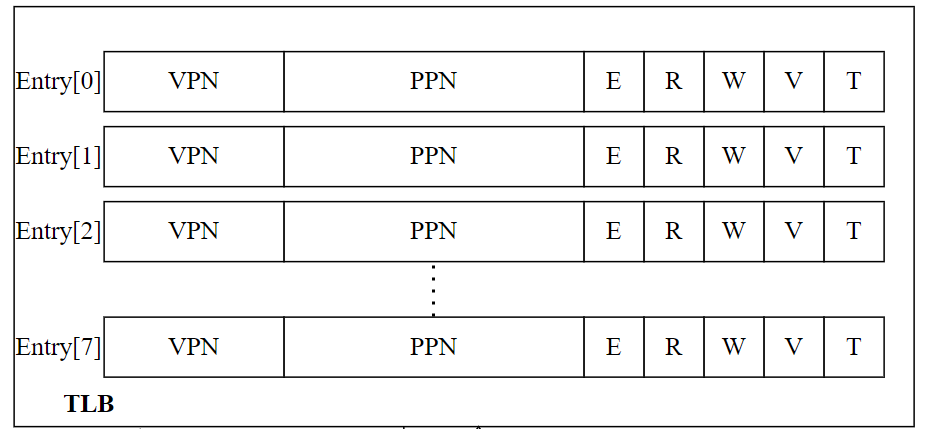 Entry[0] VPN PPN E R W V T
Entry[1] VPN PPN E R W V T
Entry[2] VPN PPN E R W V T
Entry[7] VPN PPN E R W V T
TLB